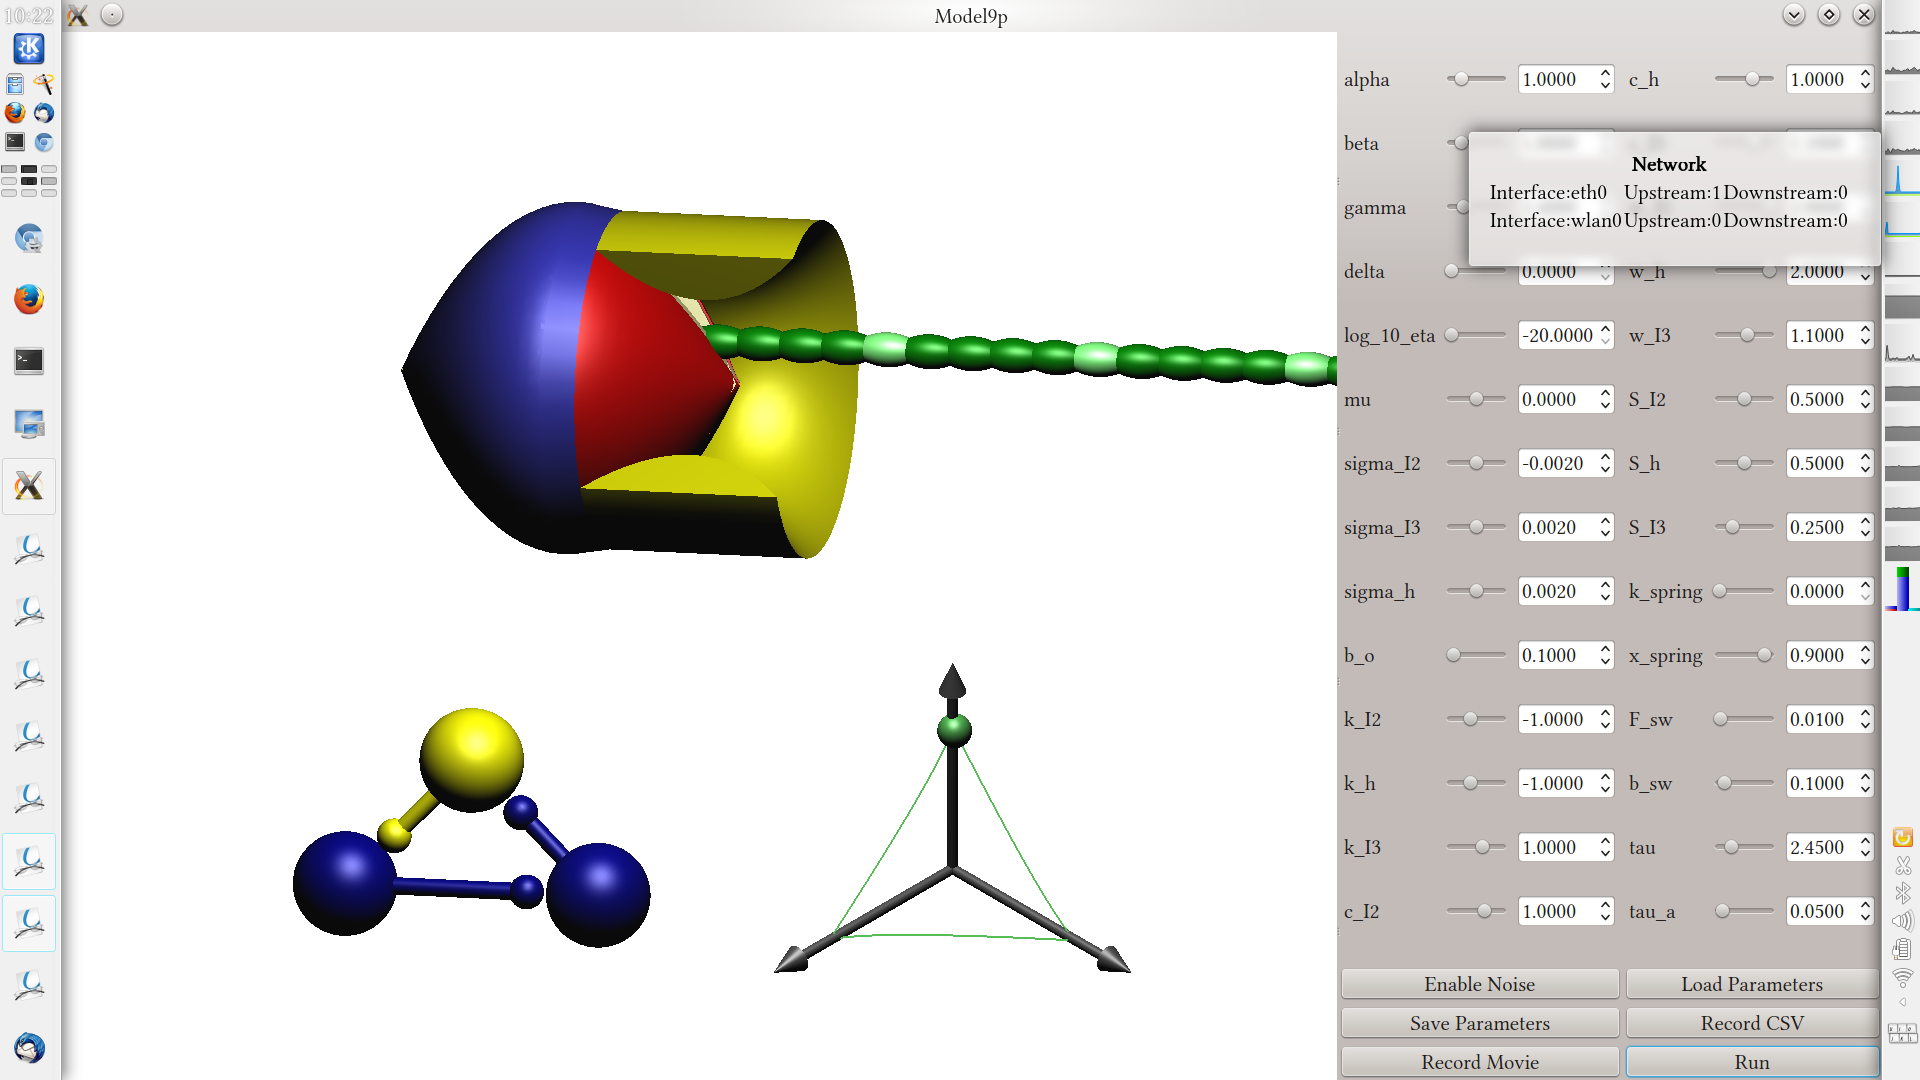 10:22
Model9p
alpha 1.0000 c_h 1.0000
beta
Network
Interface:eth0 Upstream:1 Downstream:0
gamma
Interface:wlan0 Upstream:0 Downstream:0
delta 0.0000 w_h 2.0000
log_10_eta -20.0000 w_I3 1.1000
mu 0.0000 S_I2 0.5000
sigma_I2 -0.0020 S_h 0.5000
sigma_I3 0.0020 S_I3 0.2500
sigma_h 0.0020 k_spring 0.0000
b_o 0.1000 x_spring 0.9000
k_I2 -1.0000 F_sw 0.0100
k_h -1.0000 b_sw 0.1000
k_I3 1.0000 tau 2.4500
c_I2 1.0000 tau_a 0.0500
Enable Noise Load Parameters
Save Parameters Record CSV
Record Movie Run